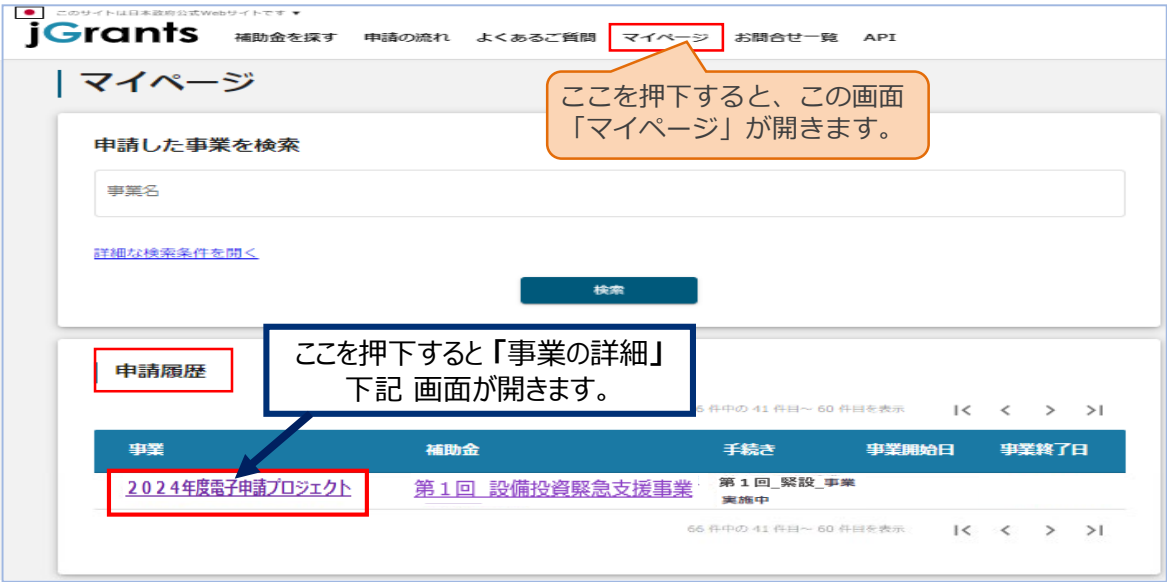 このサイトは日本政府公式Webサイトです ▼
jGrants 補助金を探す 申請の流れ よくあるご質問 マイページ お問合せ一覧 API
マイページ
ここを押下すると、この画面
「マイページ」が開きます。
申請した事業を検索
事業名
詳細な検索条件を開く
検索
ここを押下すると「事業の詳細」
下記 画面が開きます。
申請履歴
6 件中の 41 件目~ 60 件目を表示 |< < > >|
事業 補助金 手続き 事業開始日 事業終了日
2024年度電子申請プロジェクト 第1回_設備投資緊急支援事業 第1回_緊設_事業
実施中
66 件中の 41 件目~ 60 件目を表示 |< < > >|